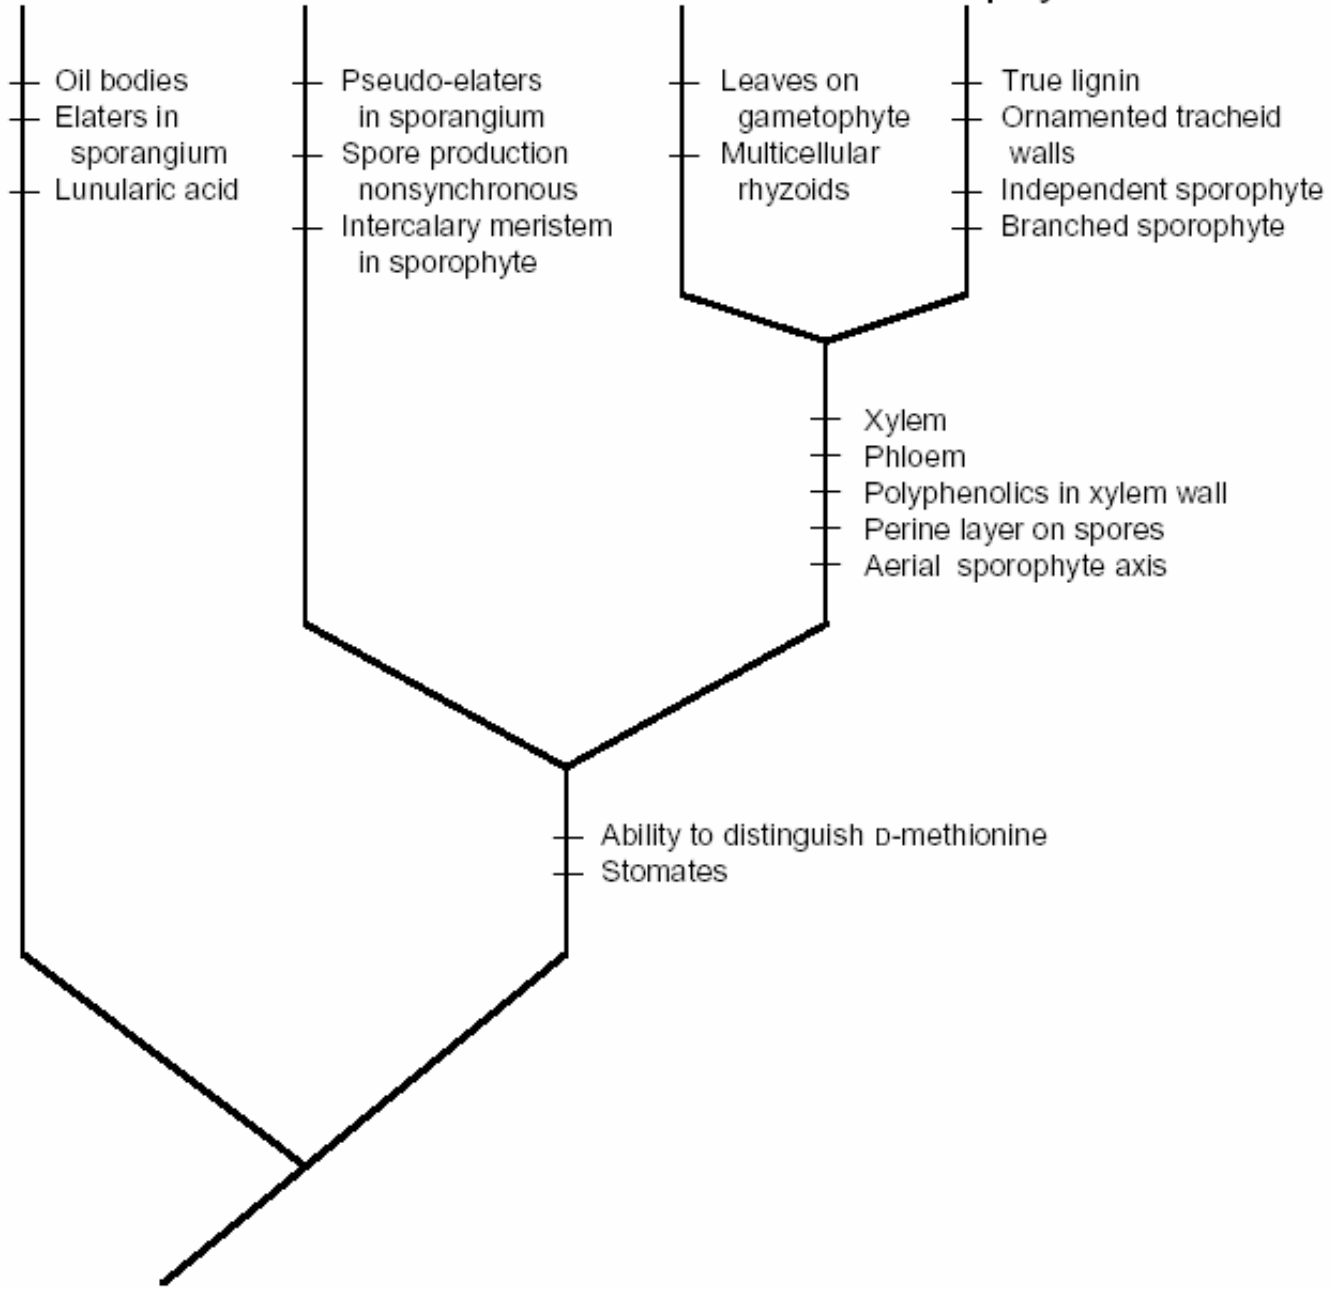 Oil bodies
Elaters in
sporangium
Lunularic acid
Pseudo-elaters
in sporangium
Spore production
nonsynchronous
Intercalary meristem
in sporophyte
Leaves on
gametophyte
Multicellular
rhyzoids
True lignin
Ornamented tracheid
walls
Independent sporophyte
Branched sporophyte
Xylem
Phloem
Polyphenolics in xylem wall
Perine layer on spores
Aerial sporophyte axis
Ability to distinguish D-methionine
Stomates